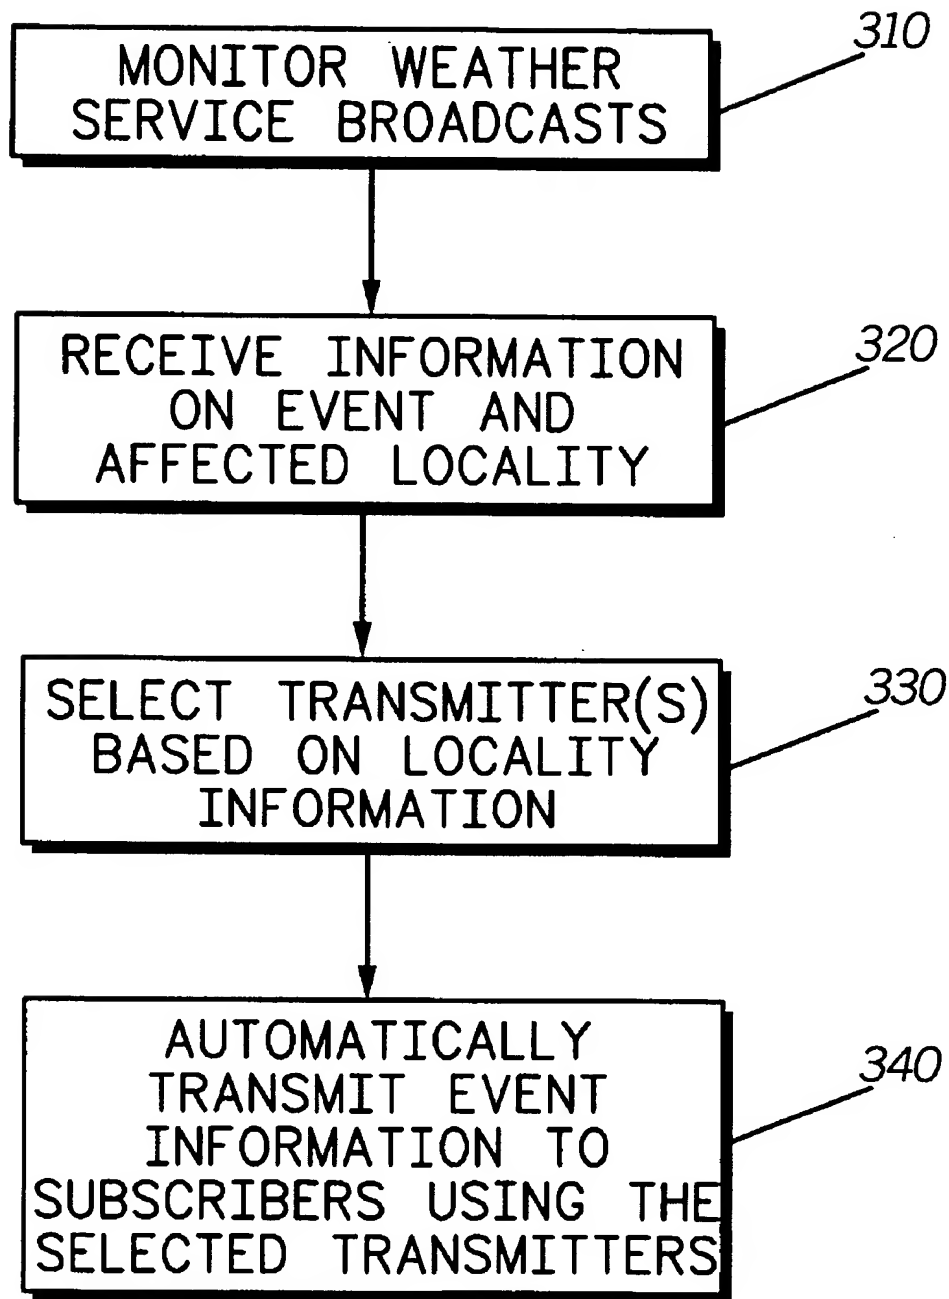 310
MONITOR WEATHER
SERVICE BROADCASTS
320
RECEIVE INFORMATION
ON EVENT AND
AFFECTED LOCALITY
330
SELECT TRANSMITTER(S)
BASED ON LOCALITY
INFORMATION
340
AUTOMATICALLY
TRANSMIT EVENT
INFORMATION TO
SUBSCRIBERS USING THE
SELECTED TRANSMITTERS